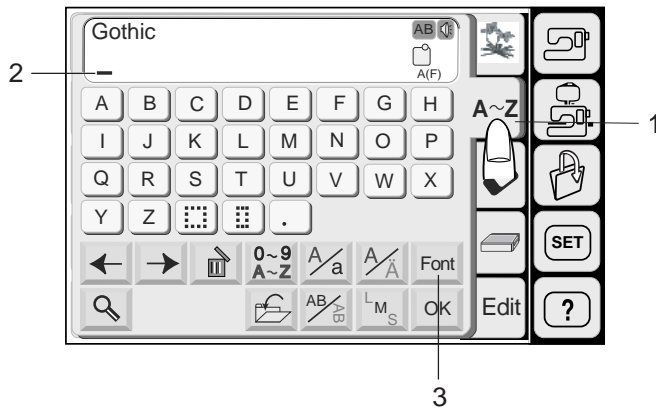 Gothic AB
A(F)
2
A B C D E F G H
A~Z
1
I J K L M N O P
Q R S T U V W X
Y Z .
SET
0~9 A~Z A/a A/Ä Font
AB/AB L M S OK Edit ?
3